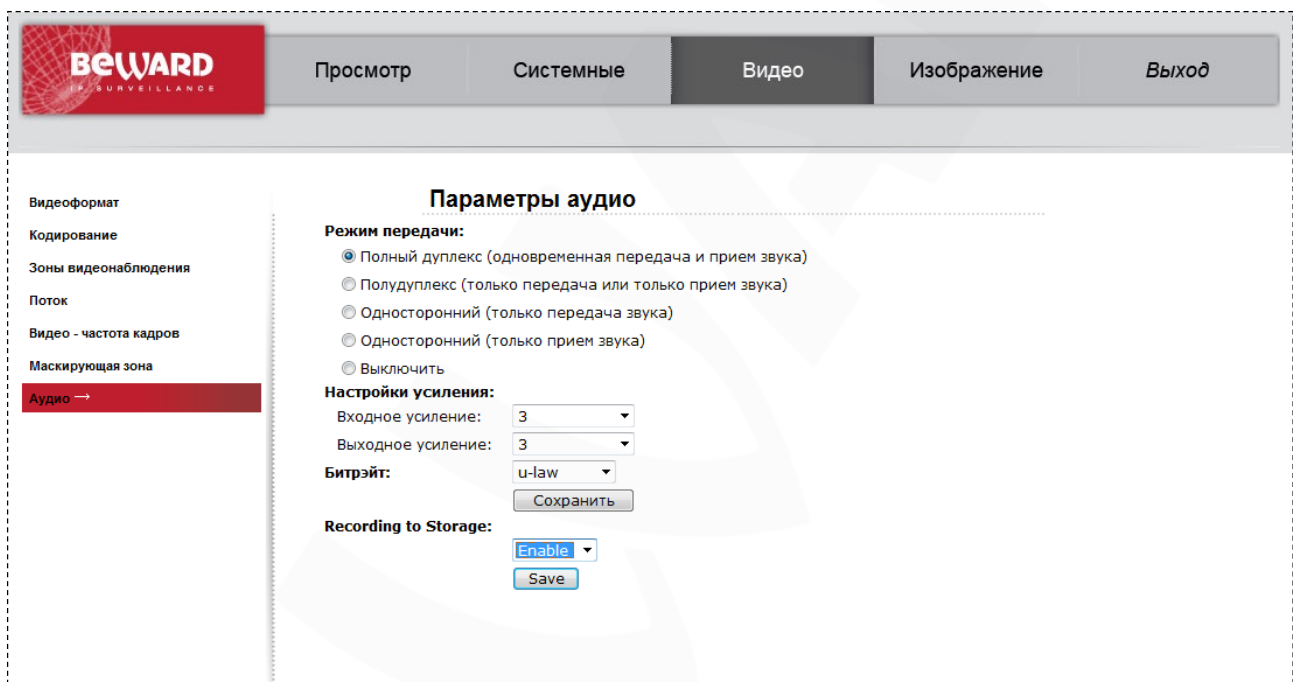 BEWARD
IP SURVEILLANCE
Просмотр
Системные
Видео
Изображение
Выход
Видеоформат
Кодирование
Зоны видеонаблюдения
Поток
Видео - частота кадров
Маскирующая зона
Аудио →
Параметры аудио
Режим передачи:
Полный дуплекс (одновременная передача и прием звука)
Полудуплекс (только передача или только прием звука)
Односторонний (только передача звука)
Односторонний (только прием звука)
Выключить
Настройки усиления:
Входное усиление: 3
Выходное усиление: 3
Битрэйт: u-law
Сохранить
Recording to Storage:
Enable
Save